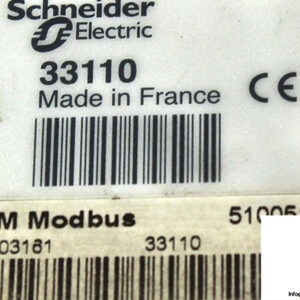 Schneider
Electric
33110
Made in France
CE
M Modbus 51005
03161 33110